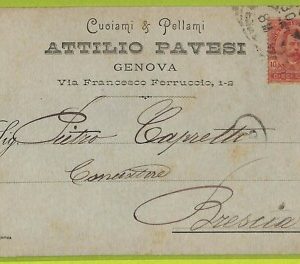 Cuoiami & Pellami
ATTILIO PAVESI
GENOVA
Via Francesco Ferruccio, 1-2
Sig Pietro Capretti
Conciatore
Brescia